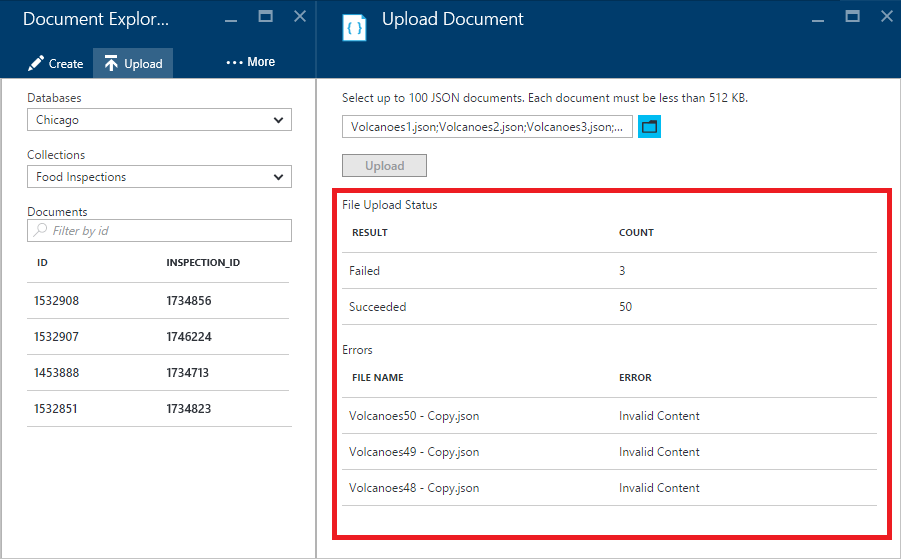 Document Explor...
Create
Upload
... More
Databases
Chicago
Collections
Food Inspections
Documents
Filter by id
ID INSPECTION_ID
1532908 1734856
1532907 1746224
1453888 1734713
1532851 1734823
{ } Upload Document
Select up to 100 JSON documents. Each document must be less than 512 KB.
Volcanoes1.json;Volcanoes2.json;Volcanoes3.json;...
Upload
File Upload Status
RESULT COUNT
Failed 3
Succeeded 50
Errors
FILE NAME ERROR
Volcanoes50 - Copy.json Invalid Content
Volcanoes49 - Copy.json Invalid Content
Volcanoes48 - Copy.json Invalid Content